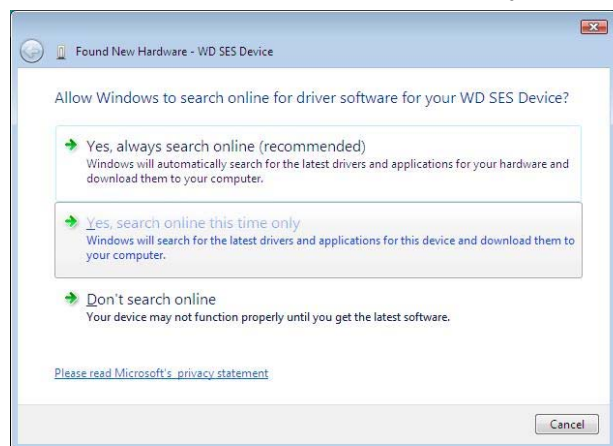 Found New Hardware - WD SES Device
Allow Windows to search online for driver software for your WD SES Device?
Yes, always search online (recommended)
Windows will automatically search for the latest drivers and applications for your hardware and
download them to your computer.
Yes, search online this time only
Windows will search for the latest drivers and applications for this device and download them to
your computer.
Don't search online
Your device may not function properly until you get the latest software.
Please read Microsoft's privacy statement
Cancel